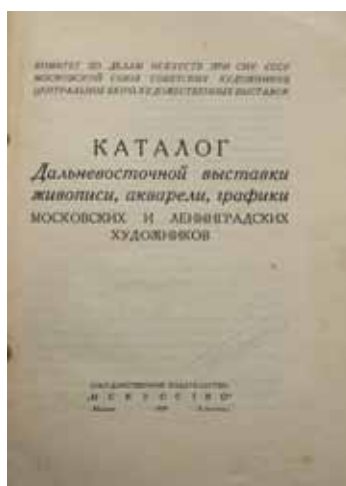 КОМИТЕТ ПО ДЕЛАМ ИСКУССТВ ПРИ СНК СССР
МОСКОВСКИЙ СОЮЗ СОВЕТСКИХ ХУДОЖНИКОВ
ЦЕНТРАЛЬНОЕ БЮРО ХУДОЖЕСТВЕННЫХ ВЫСТАВОК
КАТАЛОГ
Дальневосточной выставки
живописи, акварели, графики
МОСКОВСКИХ И ЛЕНИНГРАДСКИХ
ХУДОЖНИКОВ
ГОСУДАРСТВЕННОЕ ИЗДАТЕЛЬСТВО
„ИСКУССТВО"
Москва